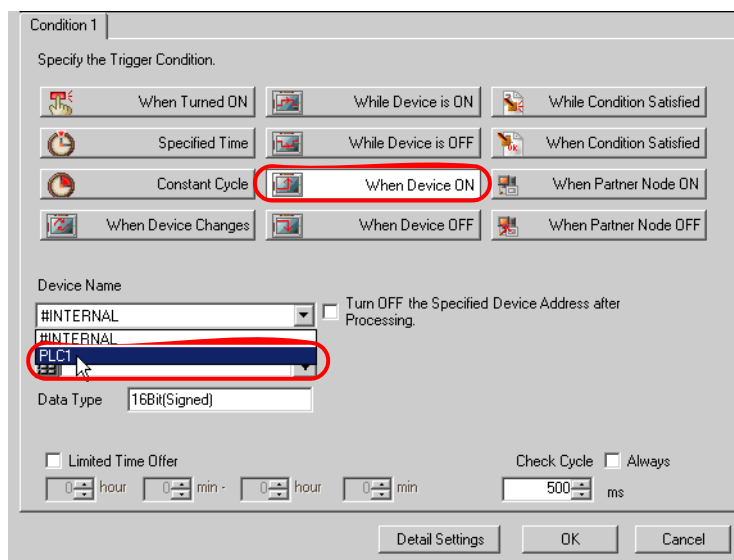 Condition 1
Specify the Trigger Condition.
When Turned ON While Device is ON While Condition Satisfied
Specified Time While Device is OFF When Condition Satisfied
Constant Cycle When Device ON When Partner Node ON
When Device Changes When Device OFF When Partner Node OFF
Device Name
#INTERNAL Turn OFF the Specified Device Address after
Processing.
#INTERNAL
PLC1
Data Type 16Bit(Signed)
Limited Time Offer Check Cycle Always
0 hour 0 min - 0 hour 0 min 500 ms
Detail Settings OK Cancel